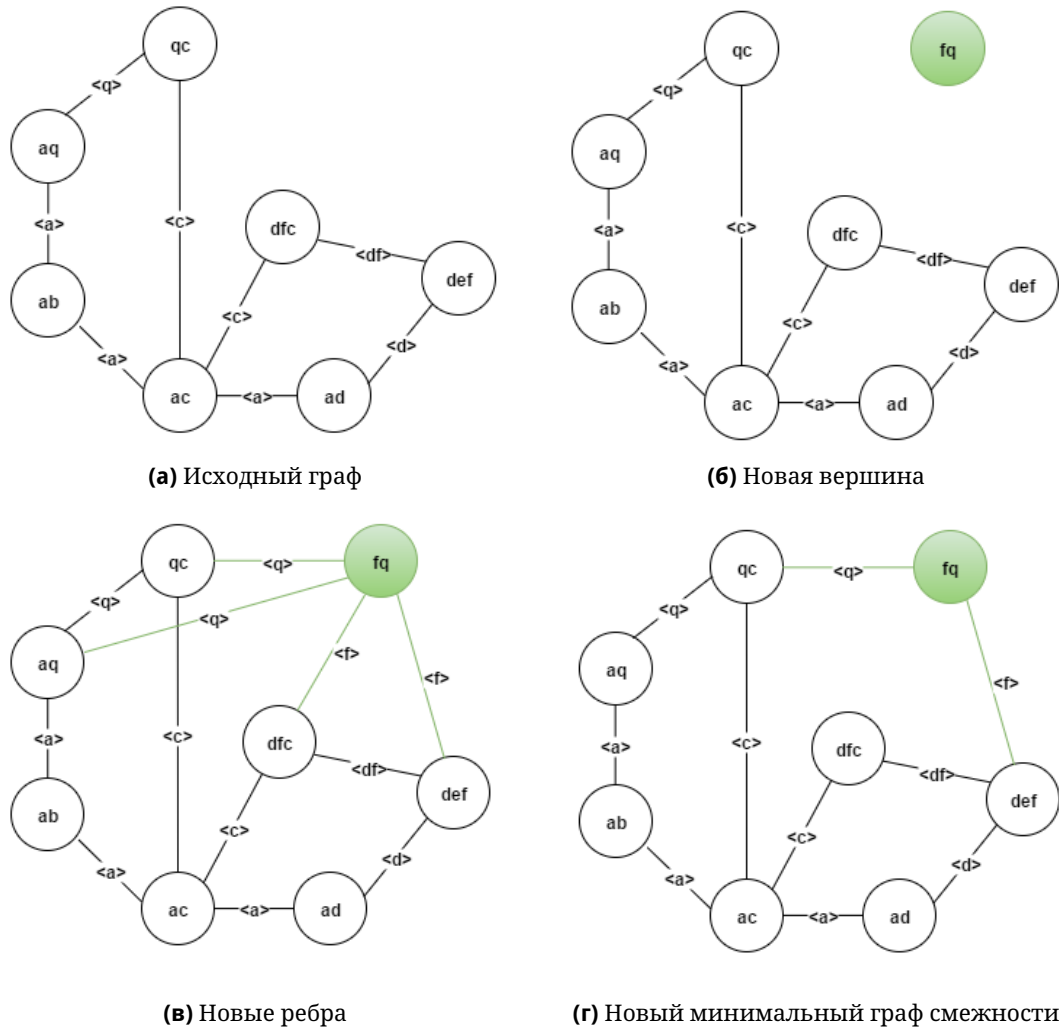 qc
<q>
aq
<a>
<c>
dfc
<df>
def
ab
<c>
<a>
<d>
ac
<a>
ad
(а) Исходный граф
qc
fq
<q>
aq
<a>
<c>
dfc
<df>
def
ab
<c>
<a>
<d>
ac
<a>
ad
(б) Новая вершина
qc
<q>
fq
<q>
<q>
aq
<f>
<f>
<a>
<c>
dfc
<df>
def
ab
<c>
<a>
<d>
ac
<a>
ad
(в) Новые ребра
qc
<q>
fq
<q>
aq
<f>
<a>
<c>
dfc
<df>
def
ab
<c>
<a>
<d>
ac
<a>
ad
(г) Новый минимальный граф смежности